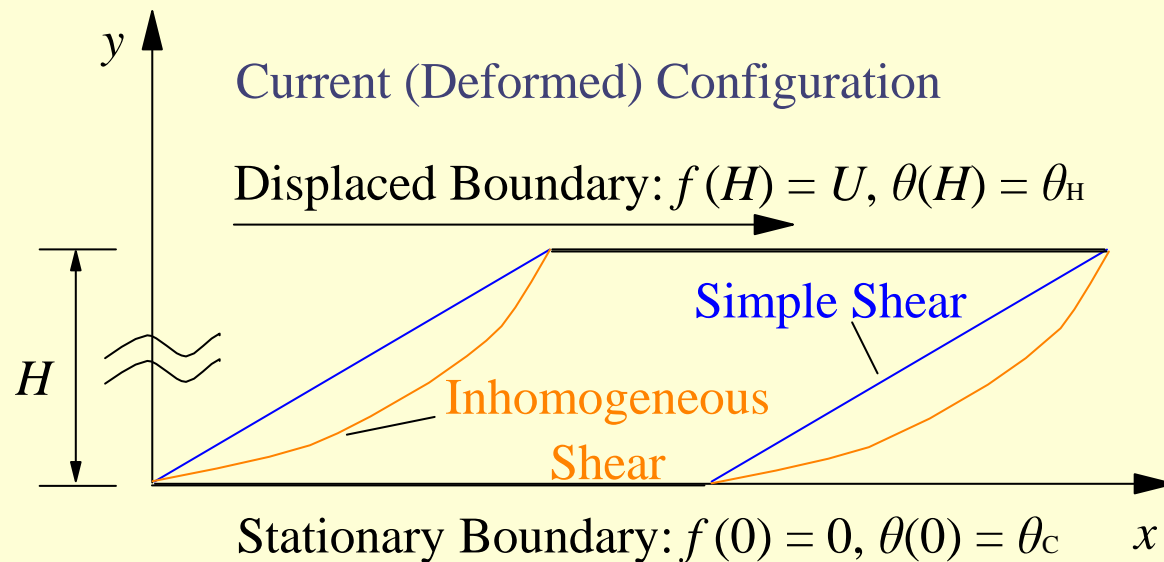 y
Current (Deformed) Configuration
Displaced Boundary: f (H) = U, θ(H) = θH
Simple Shear
H
Inhomogeneous
Shear
Stationary Boundary: f (0) = 0, θ(0) = θC
x